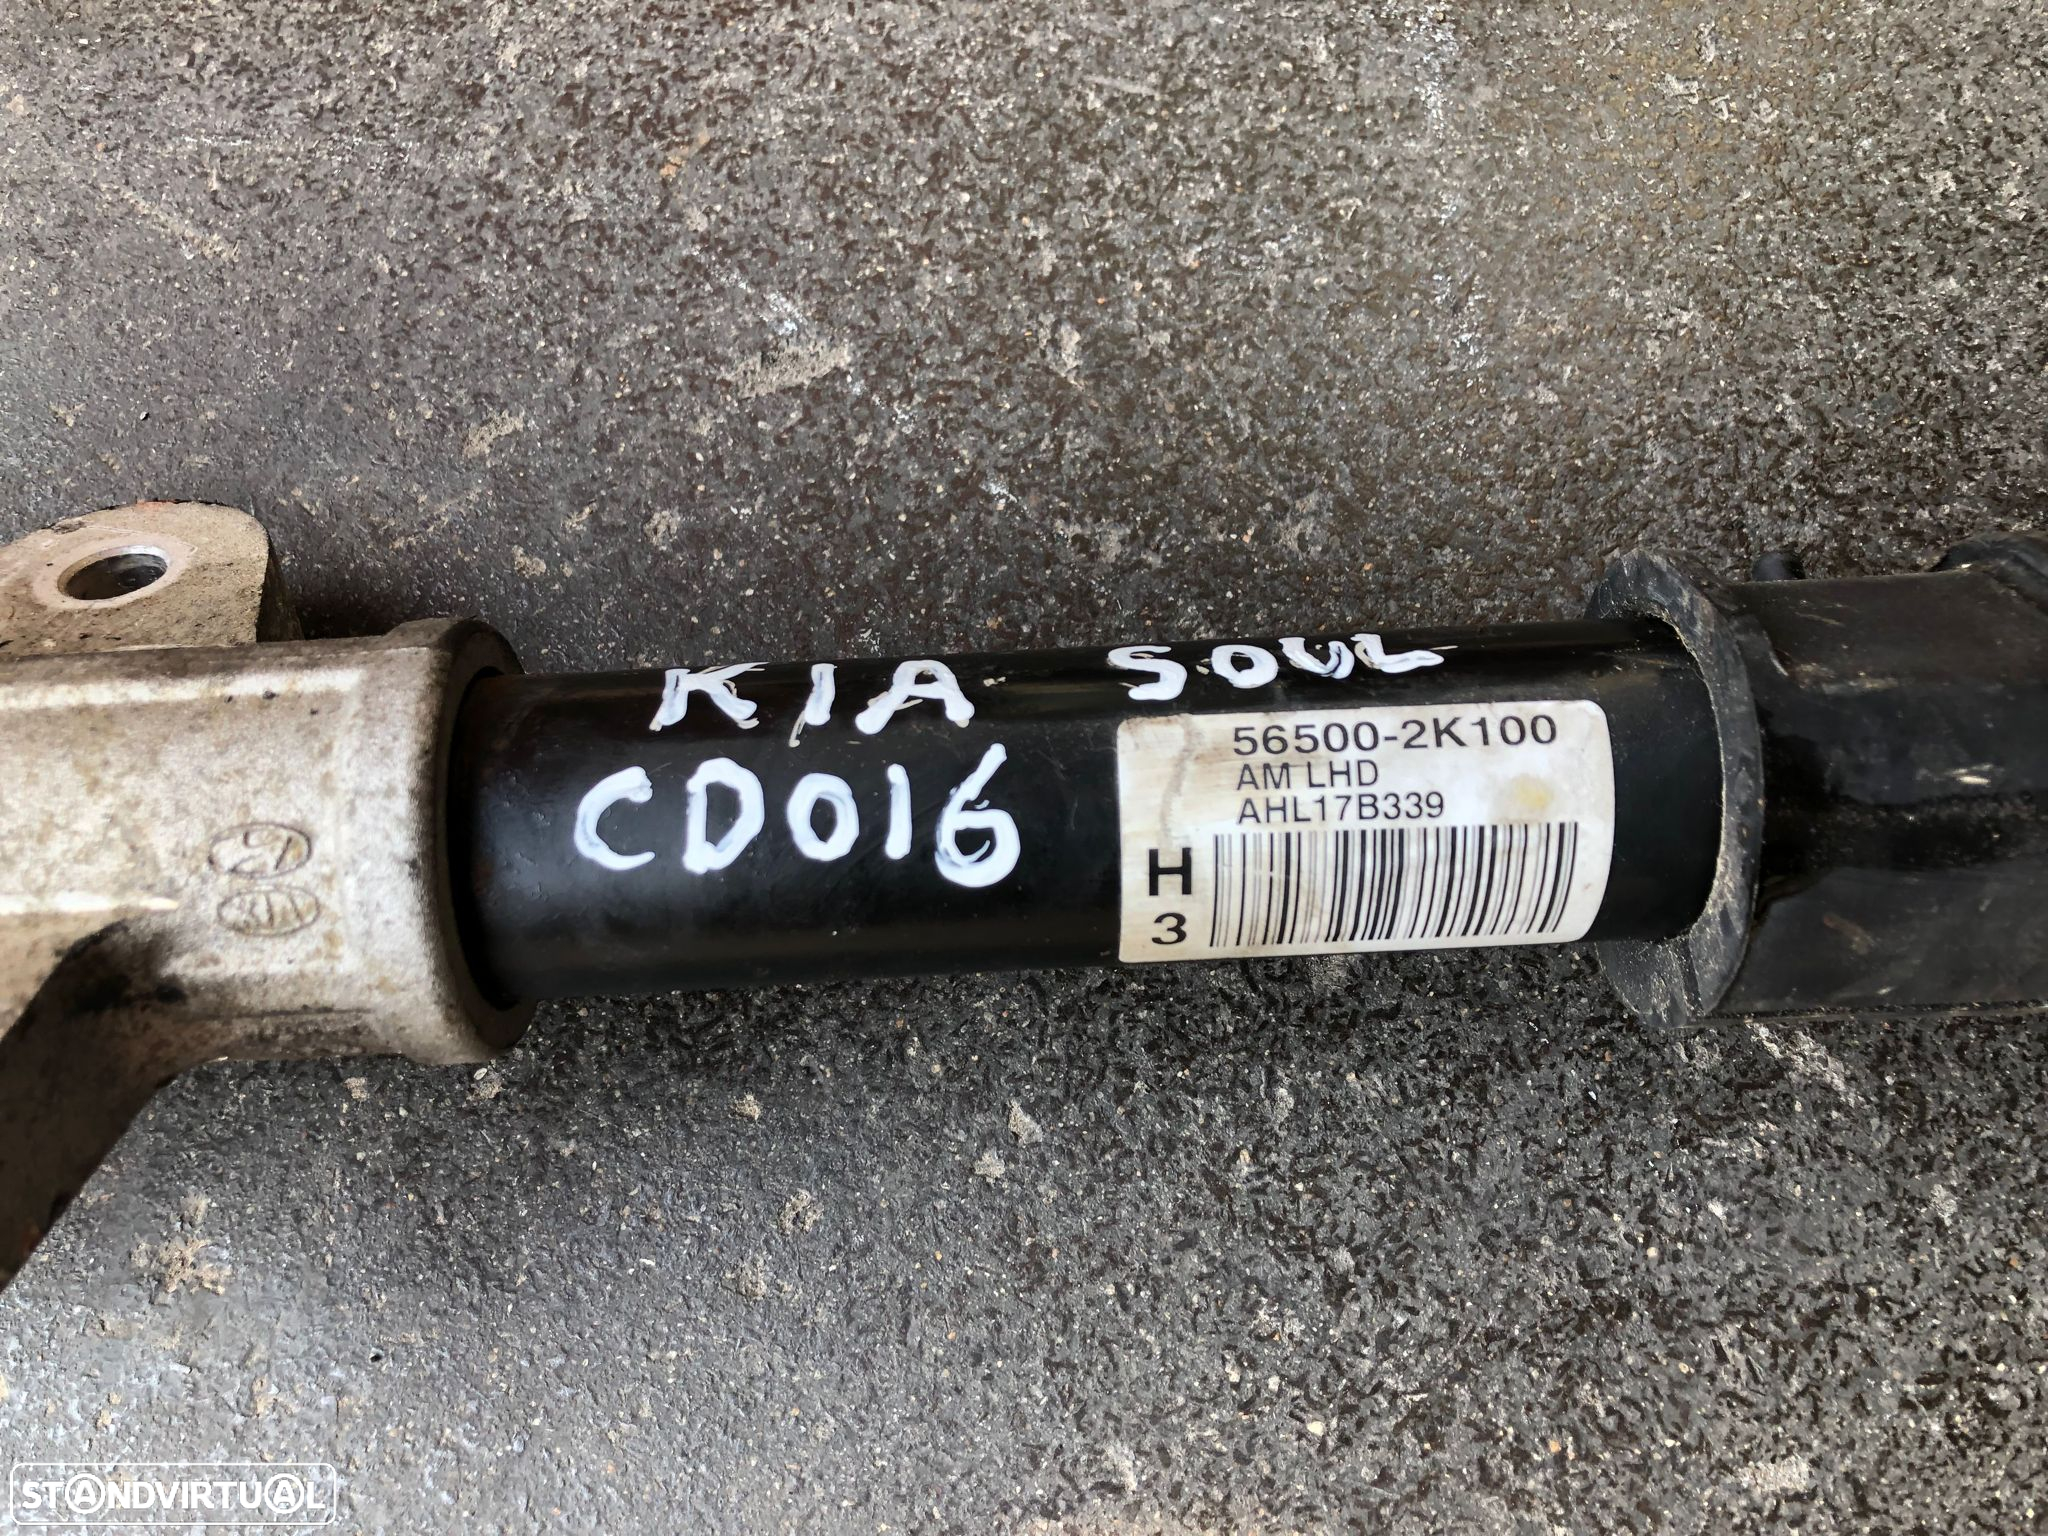 KIA SOUL
CD016
56500-2K100
AM LHD
AHL17B339
H
3
STANDVIRTUAL